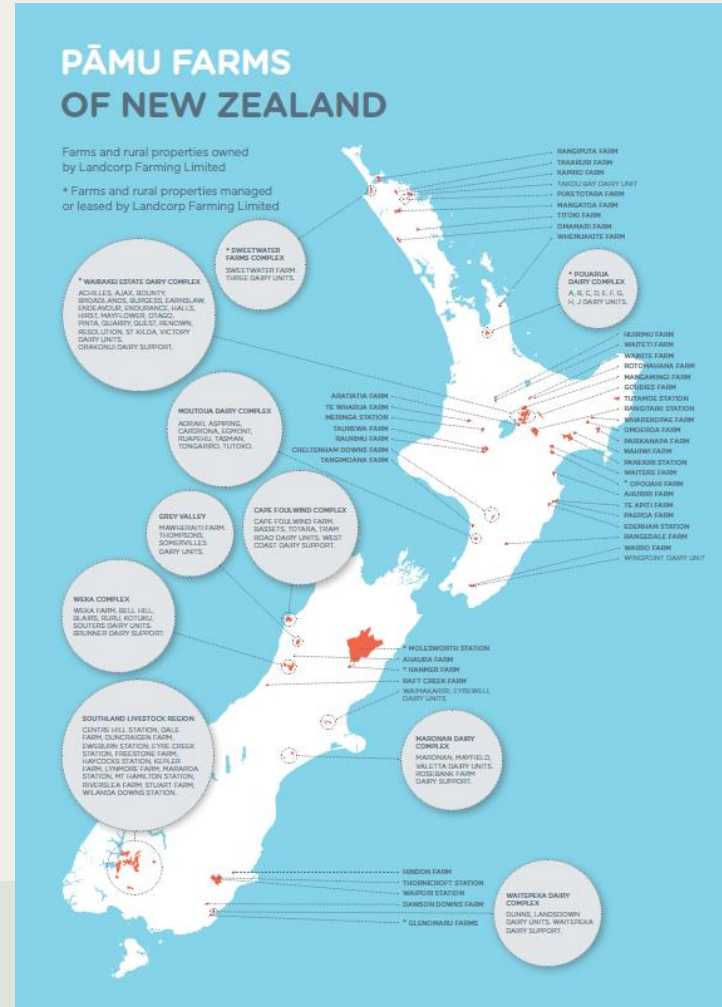 PĀMU FARMS
OF NEW ZEALAND
Farms and rural properties owned
by Landcorp Farming Limited
* Farms and rural properties managed
or leased by Landcorp Farming Limited
RANGIPUTA FARM
TAKAKURI FARM
KAPIRO FARM
TAKOU BAY DAIRY UNIT
PUKETOTARA FARM
MANGATOA FARM
TITOKI FARM
OMAMARI FARM
WHENUAKITE FARM
* SWEETWATER
FARMS COMPLEX
SWEETWATER FARM.
THREE DAIRY UNITS.
* POUARUA
DAIRY COMPLEX
A, B, C, D, E, F, G,
H, J DAIRY UNITS.
* WAIRAKEI ESTATE DAIRY COMPLEX
ACHILLES, AJAX, BOUNTY,
BROADLANDS, BURGESS, EARNSLAW,
ENDEAVOUR, ENDURANCE, HALLS,
HIRST, MAYFLOWER, OTAGO,
PINTA, QUARRY, QUEST, RENOWN,
RESOLUTION, ST KILDA, VICTORY
DAIRY UNITS.
ORAKONUI DAIRY SUPPORT.
HUIRIMU FARM
WAITETI FARM
WAIKITE FARM
ROTOMAHANA FARM
MANGAMINGI FARM
GOUDIES FARM
TUTAMOE STATION
RANGITAIKI STATION
WHAREKOPAE FARM
OMOEROA FARM
PARIKANAPA FARM
MAHIWI FARM
PANEKIRI STATION
WAITERE FARM
* OPOUAHI FARM
AHURIRI FARM
TE APITI FARM
PAEROA FARM
EDENHAM STATION
RANGEDALE FARM
WARRO FARM
WINGPOINT DAIRY UNIT
ARATIATIA FARM
TE WHARUA FARM
MERINGA STATION
TAUREWA FARM
RAURIMU FARM
CHELTENHAM DOWNS FARM
TANGIMOANA FARM
MOUTOUA DAIRY COMPLEX
AORAKI, ASPIRING,
CARDRONA, EGMONT,
RUAPEHU, TASMAN,
TONGARIRO, TUTOKO.
CAPE FOULWIND COMPLEX
CAPE FOULWIND FARM.
BASSETS, TOTARA, TRAM
ROAD DAIRY UNITS. WEST
COAST DAIRY SUPPORT.
GREY VALLEY
MAWHERAITI FARM.
THOMPSONS,
SOMERVILLES
DAIRY UNITS.
WEKA COMPLEX
WEKA FARM. BELL HILL,
BLAIRS, RURU, KOTUKU,
SOUTERS DAIRY UNITS.
BRUNNER DAIRY SUPPORT.
* MOLESWORTH STATION
AHAURA FARM
* HANMER FARM
RAFT CREEK FARM
WAIMAKARIRI, EYREWELL
DAIRY UNITS
SOUTHLAND LIVESTOCK REGION
CENTRE HILL STATION, DALE
FARM, DUNCRAIGEN FARM,
EWEBURN STATION, EYRE CREEK
STATION, FREESTONE FARM,
HAYCOCKS STATION, KEPLER
FARM, LYNMORE FARM, MARAROA
STATION, MT HAMILTON STATION,
RIVERSLEA FARM, STUART FARM,
WILANDA DOWNS STATION.
MARONAN DAIRY
COMPLEX
MARONAN, MAYFIELD,
VALETTA DAIRY UNITS.
ROSEBANK FARM
DAIRY SUPPORT.
HINDON FARM
THORNICROFT STATION
WAIPORI STATION
DAWSON DOWNS FARM
* GLENOMARU FARMS
WAITEPEKA DAIRY
COMPLEX
DUNNS, LANDSDOWN
DAIRY UNITS. WAITEPEKA
DAIRY SUPPORT.